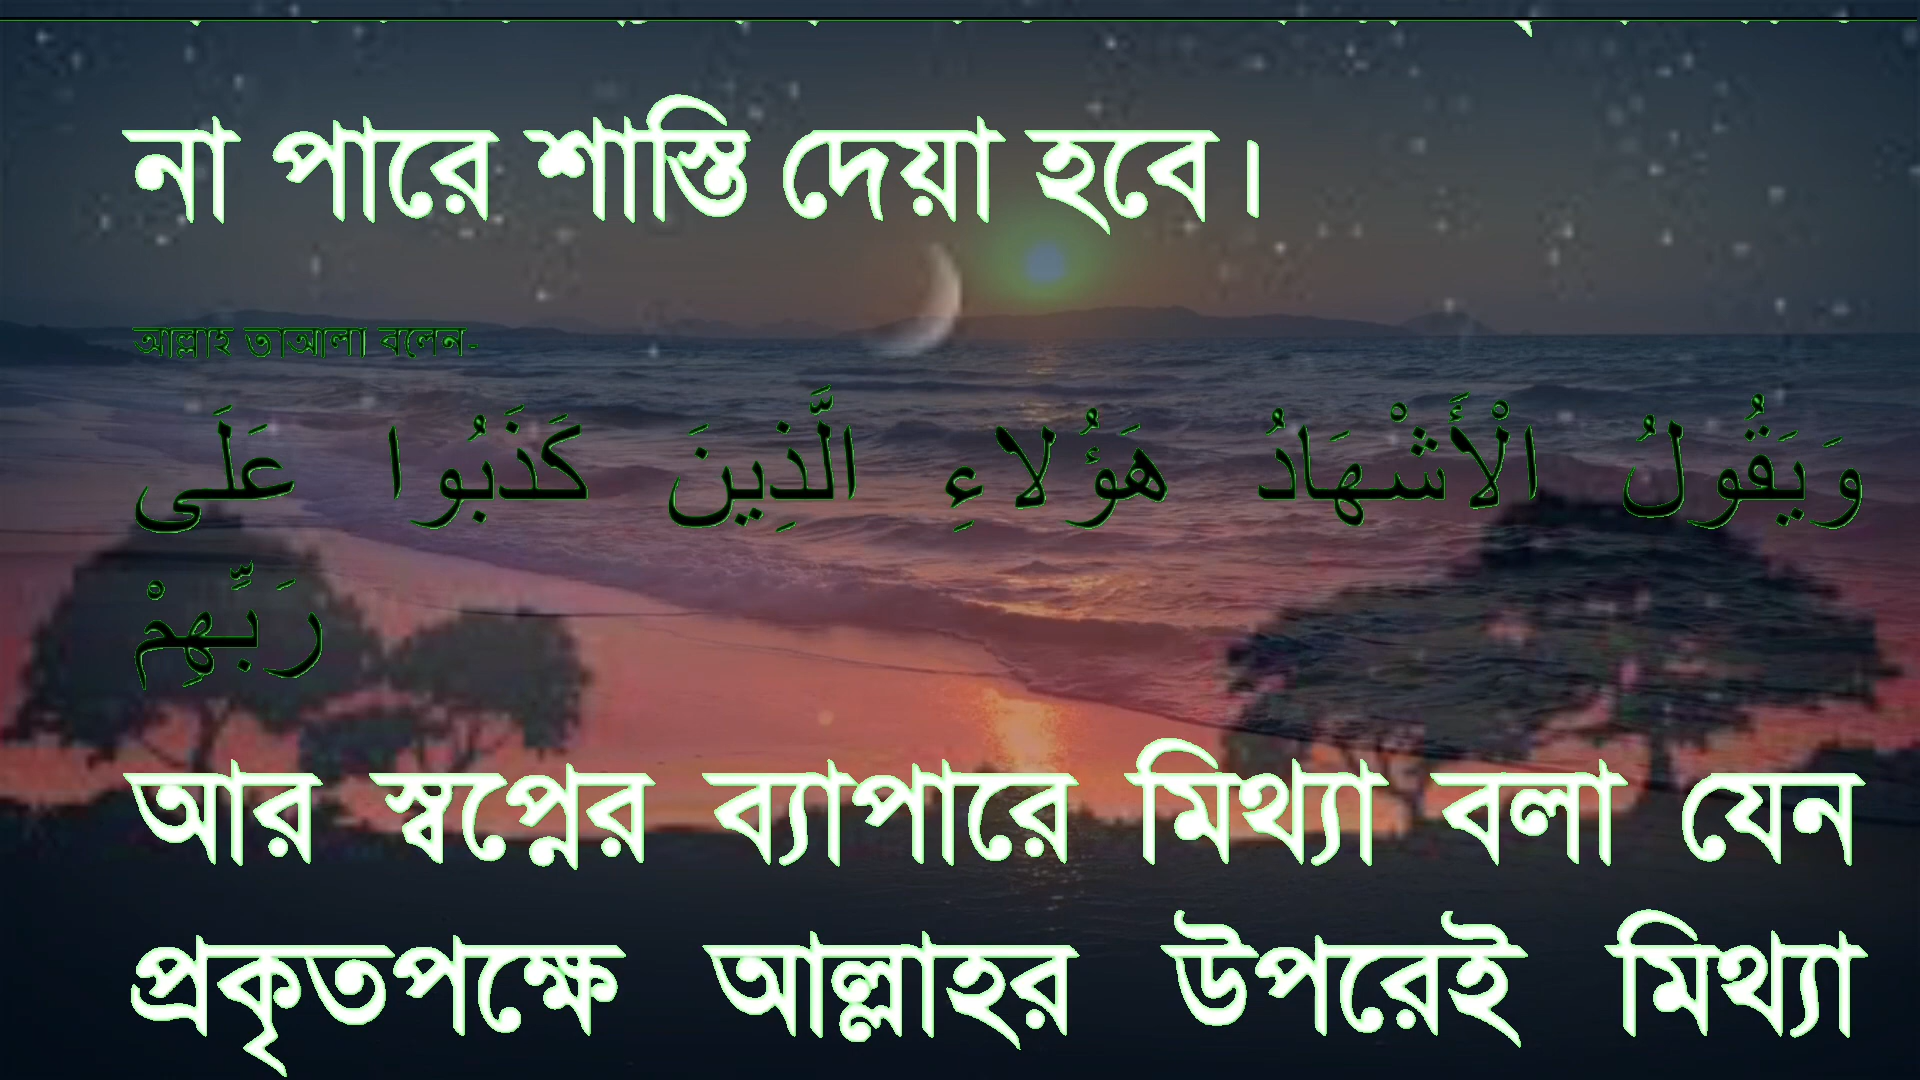 না পারে শাস্তি দেয়া হবে।
আল্লাহ তাআলা বলেন-
وَيَقُولُ الْأَشْهَادُ هَؤُلاءِ الَّذِينَ كَذَبُوا عَلَى
رَبِّهِمْ
আর স্বপ্নের ব্যাপারে মিথ্যা বলা যেন
প্রকৃতপক্ষে আল্লাহর উপরেই মিথ্যা